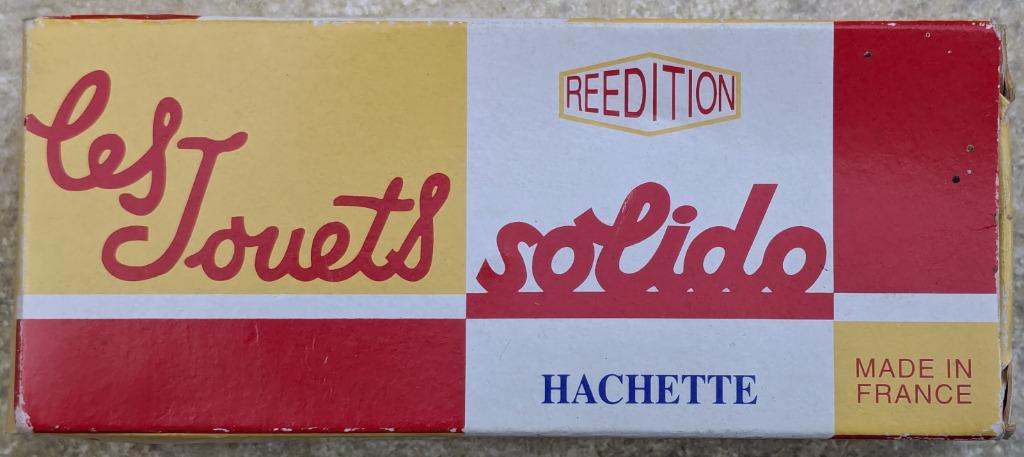 Les
Jouets
REEDITION
solido
HACHETTE
MADE IN
FRANCE